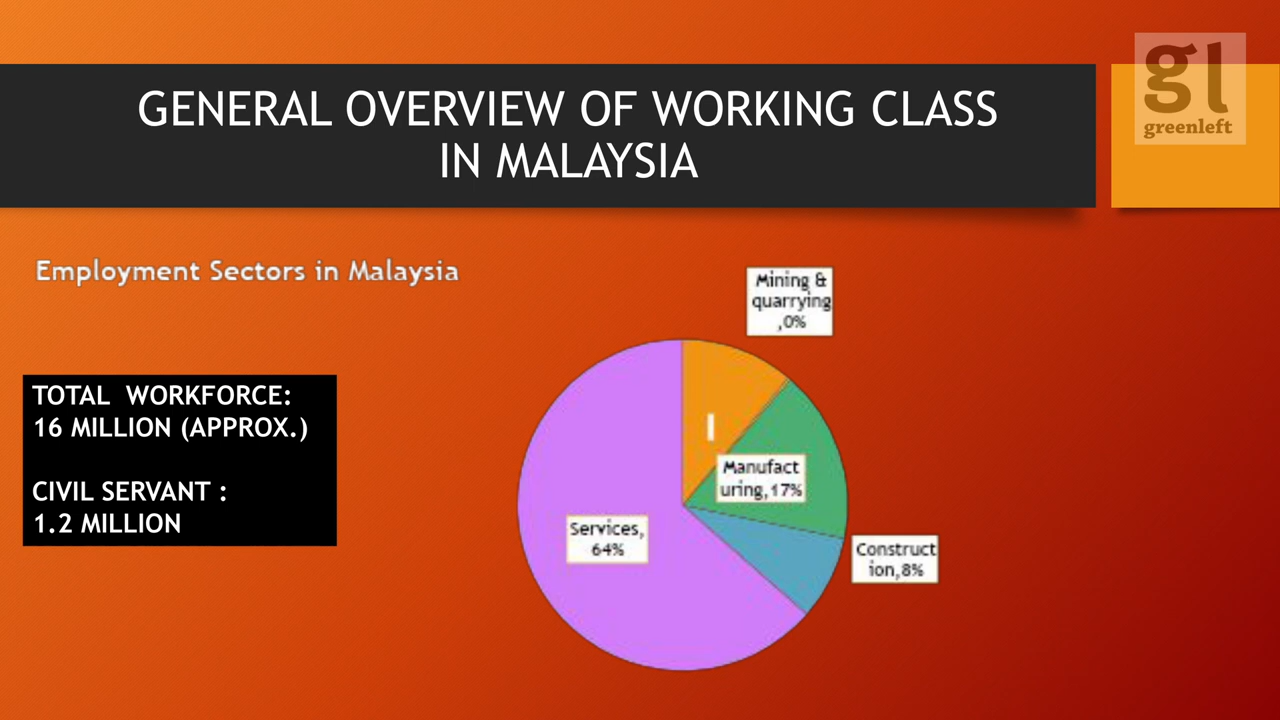 gl
greenleft
GENERAL OVERVIEW OF WORKING CLASS
IN MALAYSIA
Employment Sectors in Malaysia
TOTAL WORKFORCE:
16 MILLION (APPROX.)
CIVIL SERVANT :
1.2 MILLION
Mining &
quarrying
,0%
Manufact
uring,17%
Services,
64%
Construct
ion,8%